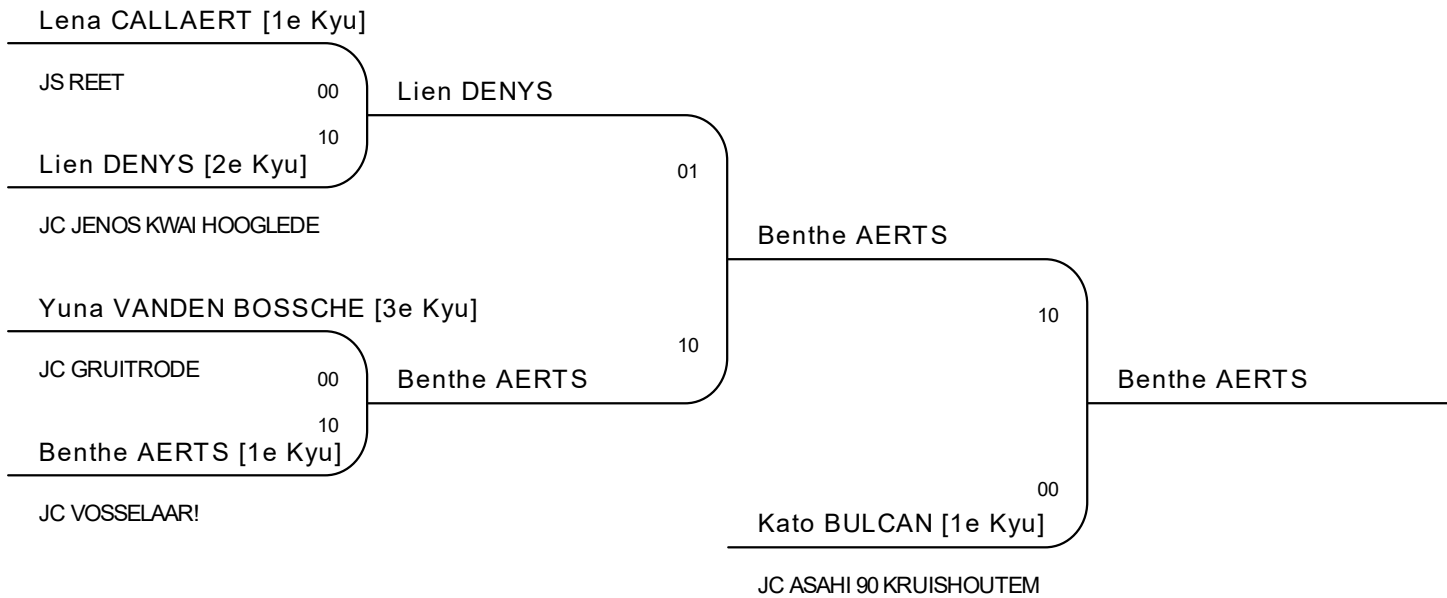 Lena CALLAERT [1e Kyu]
JS REET
00
10
Lien DENYS [2e Kyu]
JC JENOS KWAI HOOGLEDE
Yuna VANDEN BOSSCHE [3e Kyu]
JC GRUITRODE
00
10
Benthe AERTS [1e Kyu]
JC VOSSELAAR!
Lien DENYS
01
10
Benthe AERTS
Benthe AERTS
10
00
Kato BULCAN [1e Kyu]
JC ASAHI 90 KRUISHOUTEM
Benthe AERTS